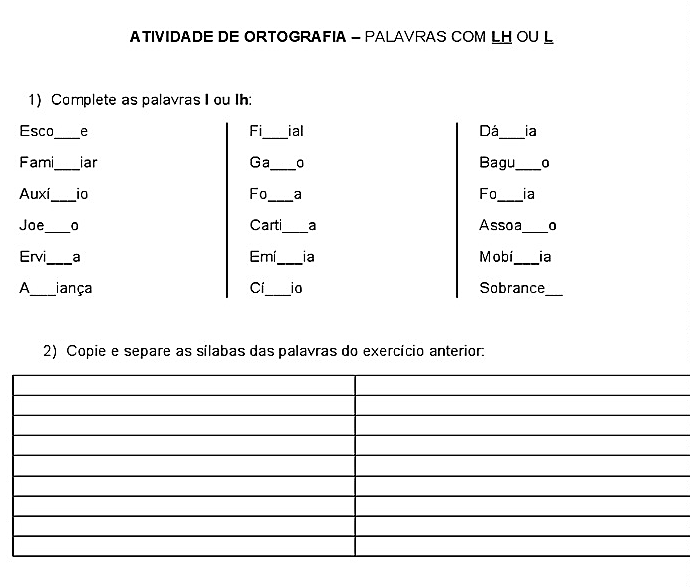 ATIVIDADE DE ORTOGRAFIA – PALAVRAS COM LH OU L
1) Complete as palavras l ou lh:
Esco___e Fi___ial Dá___ia
Fami___iar Ga___o Bagu___o
Auxí___io Fo___a Fo___ia
Joe___o Carti___a Assoa___o
Ervi___a Emí___ia Mobí___ia
A___iança Cí___io Sobrance__
2) Copie e separe as sílabas das palavras do exercício anterior: